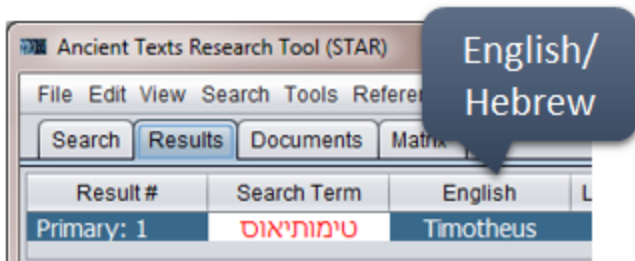 Ancient Texts Research Tool (STAR)
English/
Hebrew
File Edit View Search Tools
Search Results Documents
Result # Search Term English
Primary: 1 טימותיאוס Timotheus